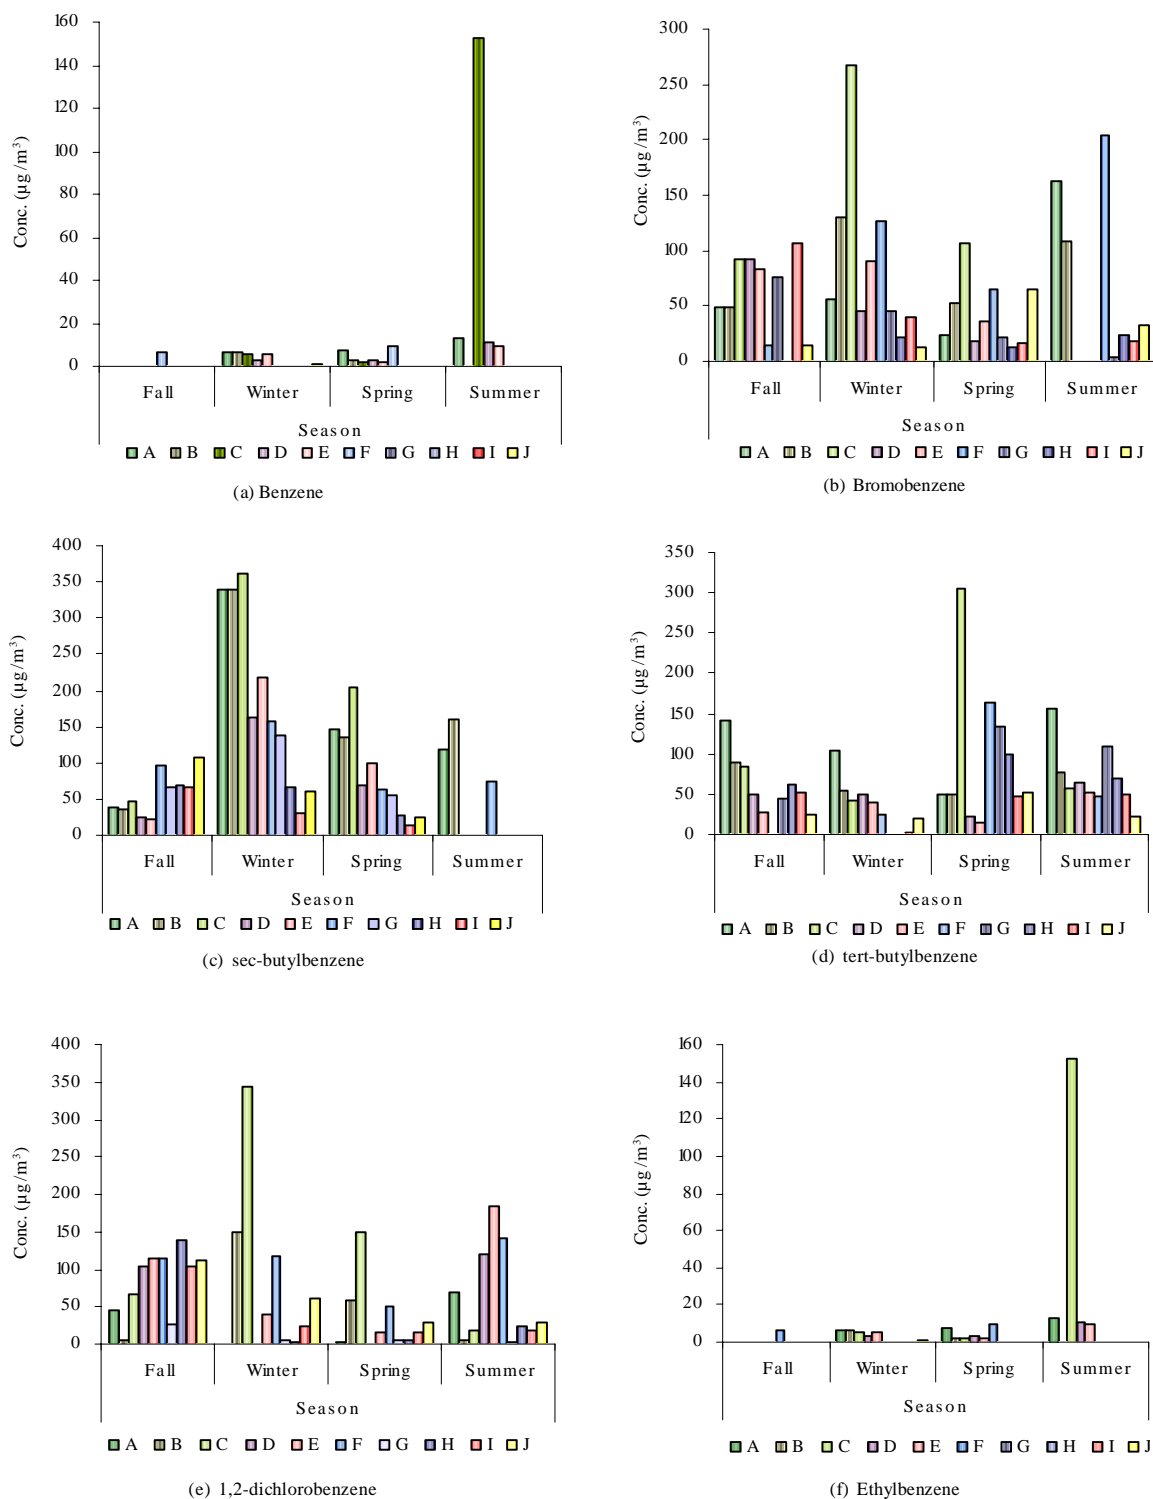 160
140
120
100
80
60
40
20
0
Conc. (µg/m³)
Fall Winter Spring Summer
Season
A B C D E F G H I J
(a) Benzene
300
250
200
150
100
50
0
Conc. (µg/m³)
Fall Winter Spring Summer
Season
A B C D E F G H I J
(b) Bromobenzene
400
350
300
250
200
150
100
50
0
Conc. (µg/m³)
Fall Winter Spring Summer
Season
A B C D E F G H I J
(c) sec-butylbenzene
350
300
250
200
150
100
50
0
Conc. (µg/m³)
Fall Winter Spring Summer
Season
A B C D E F G H I J
(d) tert-butylbenzene
400
350
300
250
200
150
100
50
0
Conc. (µg/m³)
Fall Winter Spring Summer
Season
A B C D E F G H I J
(e) 1,2-dichlorobenzene
160
140
120
100
80
60
40
20
0
Conc. (µg/m³)
Fall Winter Spring Summer
Season
A B C D E F G H I J
(f) Ethylbenzene